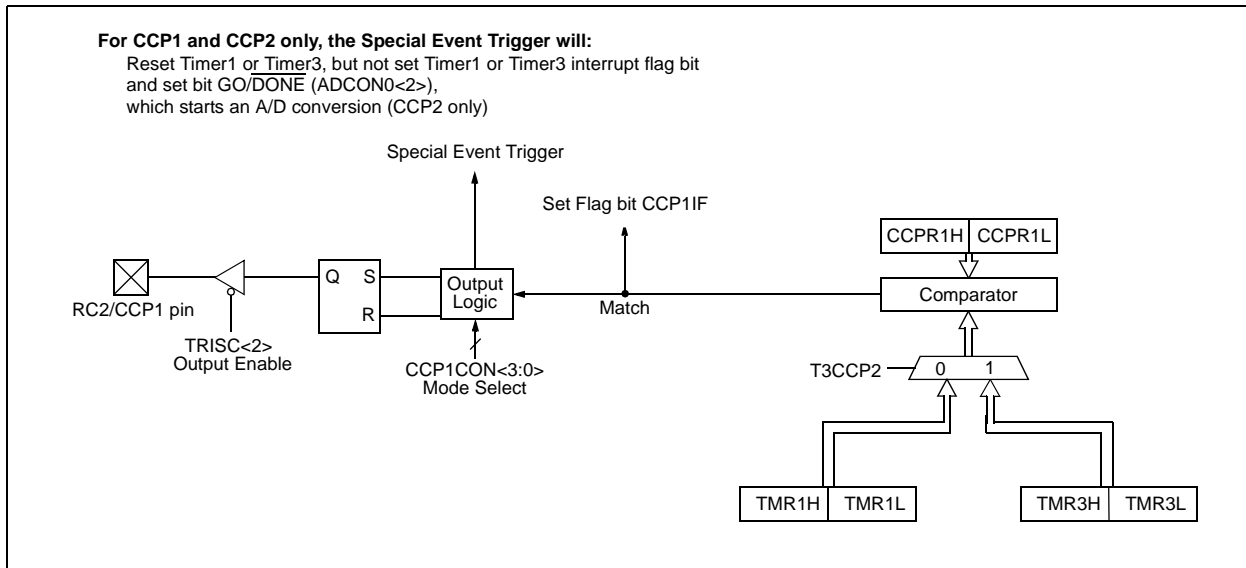 For CCP1 and CCP2 only, the Special Event Trigger will:
Reset Timer1 or Timer3, but not set Timer1 or Timer3 interrupt flag bit
and set bit GO/DONE (ADCON0<2>),
which starts an A/D conversion (CCP2 only)
Special Event Trigger
Set Flag bit CCP1IF
CCPR1H CCPR1L
Q S
R
Output
Logic
Comparator
RC2/CCP1 pin
Match
TRISC<2>
Output Enable
CCP1CON<3:0>
Mode Select
T3CCP2
0 1
TMR1H TMR1L
TMR3H TMR3L